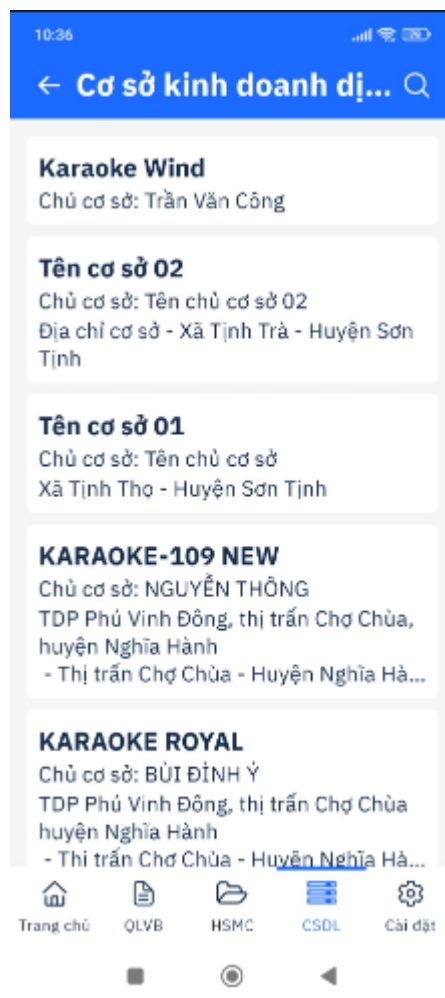 10:36
Cơ sở kinh doanh dị...
Karaoke Wind
Chủ cơ sở: Trần Văn Công
Tên cơ sở 02
Chủ cơ sở: Tên chủ cơ sở 02
Địa chỉ cơ sở - Xã Tịnh Trà - Huyện Sơn
Tịnh
Tên cơ sở 01
Chủ cơ sở: Tên chủ cơ sở
Xã Tịnh Thọ - Huyện Sơn Tịnh
KARAOKE-109 NEW
Chủ cơ sở: NGUYỄN THÔNG
TDP Phú Vinh Đông, thị trấn Chợ Chùa,
huyện Nghĩa Hành
- Thị trấn Chợ Chùa - Huyện Nghĩa Hà...
KARAOKE ROYAL
Chủ cơ sở: BÙI ĐÌNH Ý
TDP Phú Vinh Đông, thị trấn Chợ Chùa
huyện Nghĩa Hành
- Thị trấn Chợ Chùa - Huyện Nghĩa Hà...
Trang chủ QLVB HSMC CSDL Cài đặt